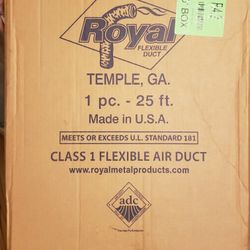 Royal
FLEXIBLE
DUCT
TEMPLE, GA.
1 pc. - 25 ft.
Made in U.S.A.
MEETS OR EXCEEDS U.L. STANDARD 181
CLASS 1 FLEXIBLE AIR DUCT
www.royalmetalproducts.com
adc
BOX